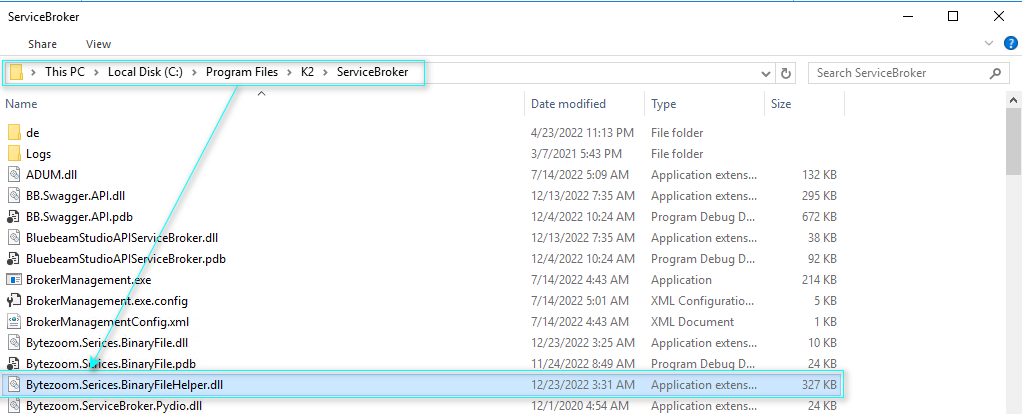 ServiceBroker
Share View
This PC > Local Disk (C:) > Program Files > K2 > ServiceBroker
Search ServiceBroker
Name Date modified Type Size
de 4/23/2022 11:13 PM File folder
Logs 3/7/2021 5:43 PM File folder
ADUM.dll 7/14/2022 5:09 AM Application extens... 132 KB
BB.Swagger.API.dll 12/13/2022 7:35 AM Application extens... 295 KB
BB.Swagger.API.pdb 12/4/2022 10:24 AM Program Debug D... 672 KB
BluebeamStudioAPIServiceBroker.dll 12/13/2022 7:35 AM Application extens... 38 KB
BluebeamStudioAPIServiceBroker.pdb 12/4/2022 10:24 AM Program Debug D... 92 KB
BrokerManagement.exe 7/14/2022 4:43 AM Application 214 KB
BrokerManagement.exe.config 7/14/2022 5:01 AM XML Configuratio... 5 KB
BrokerManagementConfig.xml 7/14/2022 4:43 AM XML Document 1 KB
Bytezoom.Serices.BinaryFile.dll 12/23/2022 3:25 AM Application extens... 10 KB
Bytezoom.Serices.BinaryFile.pdb 11/24/2022 8:49 AM Program Debug D... 24 KB
Bytezoom.Serices.BinaryFileHelper.dll 12/23/2022 3:31 AM Application extens... 327 KB
Bytezoom.ServiceBroker.Pydio.dll 12/1/2020 4:54 AM Application extens... 24 KB